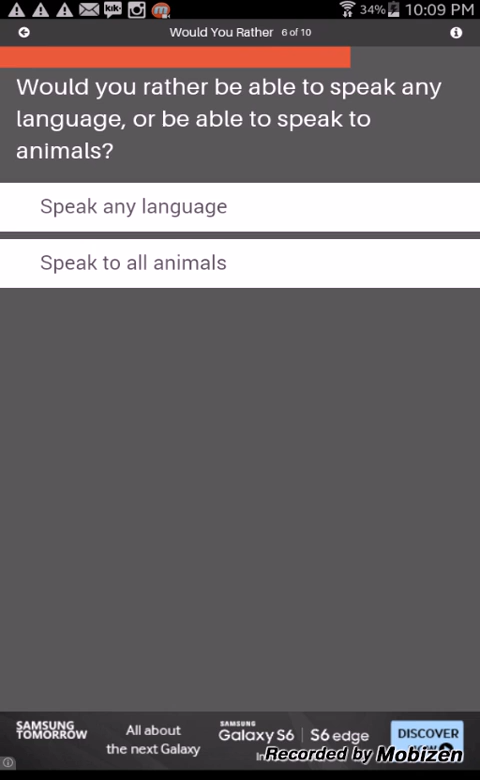 kik
34%
10:09 PM
Would You Rather 6 of 10
Would you rather be able to speak any
language, or be able to speak to
animals?
Speak any language
Speak to all animals
SAMSUNG
TOMORROW
All about
the next Galaxy
SAMSUNG
Galaxy S6 | S6 edge
DISCOVER
Recorded by Mobizen